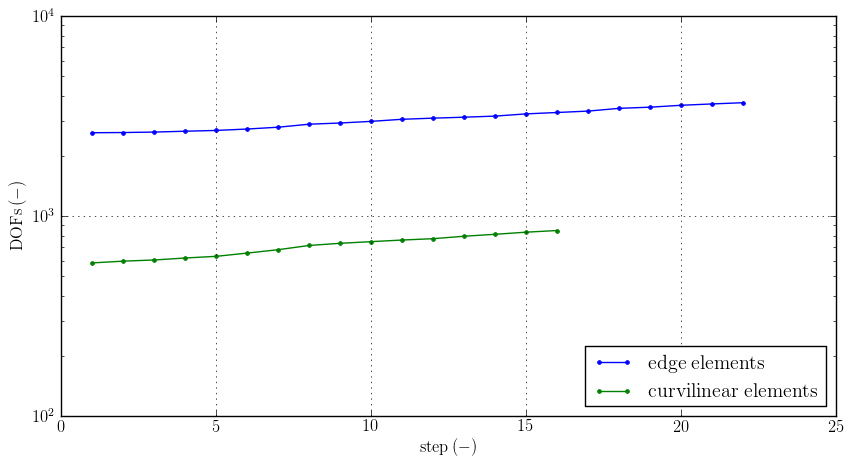 10^4
10^3
10^2
DOFs (−)
0
5
10
15
20
25
step (−)
edge elements
curvilinear elements